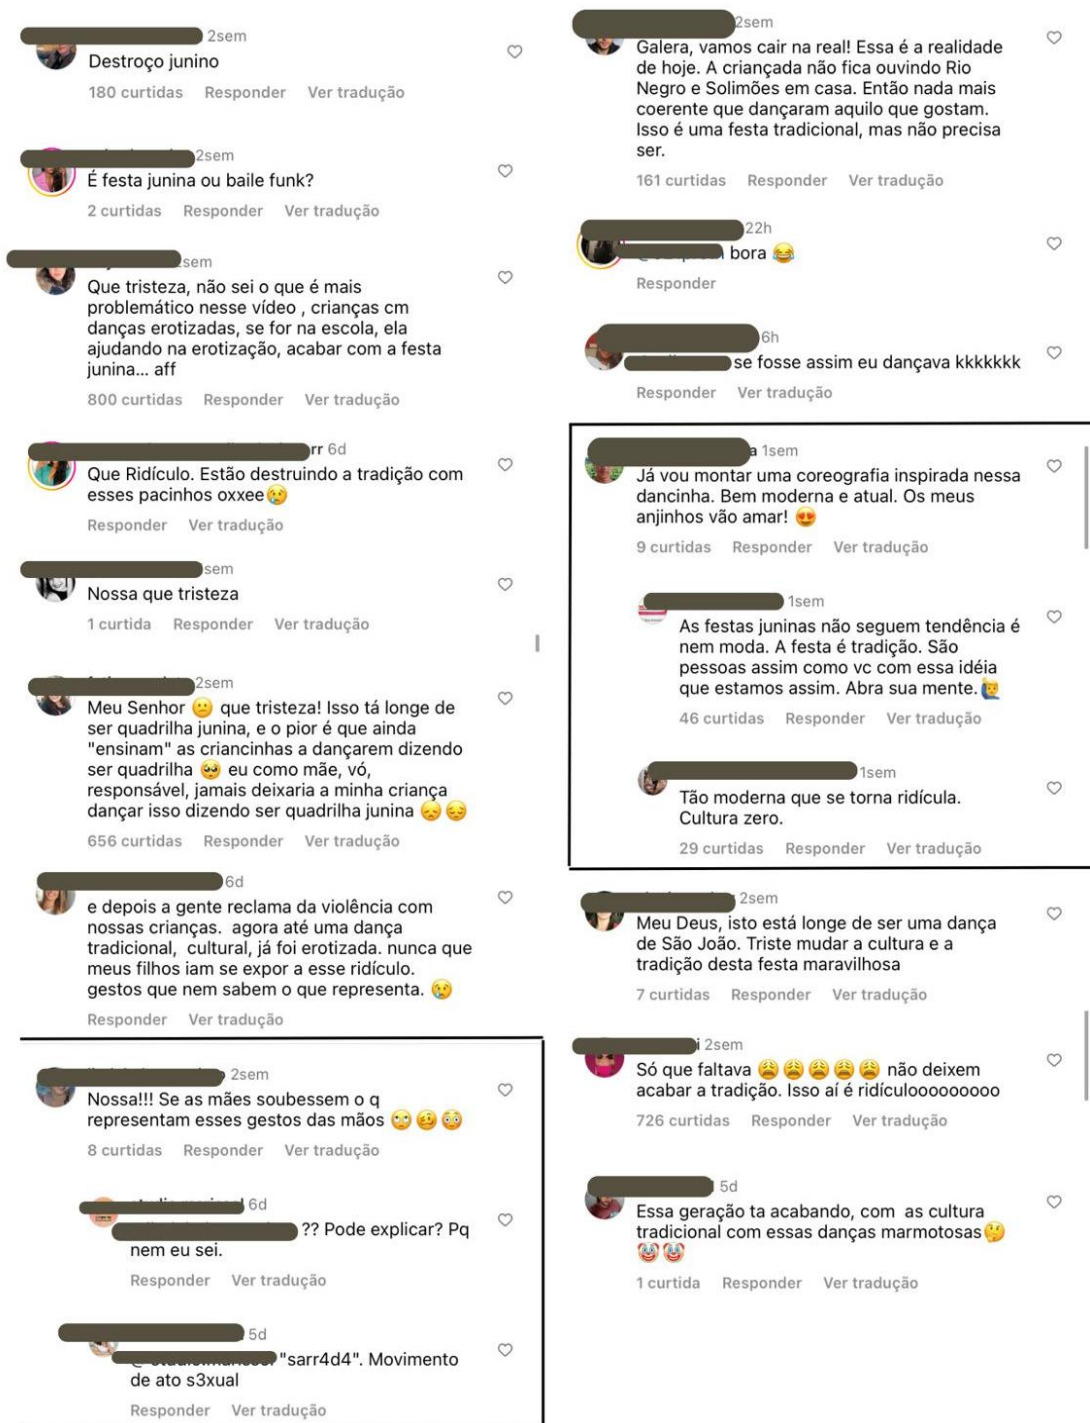 2sem
Destroço junino
180 curtidas Responder Ver tradução
2sem
É festa junina ou baile funk?
2 curtidas Responder Ver tradução
sem
Que tristeza, não sei o que é mais
problemático nesse vídeo , crianças cm
danças erotizadas, se for na escola, ela
ajudando na erotização, acabar com a festa
junina... aff
800 curtidas Responder Ver tradução
rr 6d
Que Ridículo. Estão destruindo a tradição com
esses pacinhos oxxee😢
Responder Ver tradução
sem
Nossa que tristeza
1 curtida Responder Ver tradução
2sem
Meu Senhor 😕 que tristeza! Isso tá longe de
ser quadrilha junina, e o pior é que ainda
"ensinam" as criancinhas a dançarem dizendo
ser quadrilha 🥺 eu como mãe, vó,
responsável, jamais deixaria a minha criança
dançar isso dizendo ser quadrilha junina 😞😔
656 curtidas Responder Ver tradução
6d
e depois a gente reclama da violência com
nossas crianças. agora até uma dança
tradicional, cultural, já foi erotizada. nunca que
meus filhos iam se expor a esse ridículo.
gestos que nem sabem o que representa. 😢
Responder Ver tradução
2sem
Nossa!!! Se as mães soubessem o q
representam esses gestos das mãos 🙄🥴😳
8 curtidas Responder Ver tradução
6d
?? Pode explicar? Pq
nem eu sei.
Responder Ver tradução
5d
"sarr4d4". Movimento
de ato s3xual
Responder Ver tradução
2sem
Galera, vamos cair na real! Essa é a realidade
de hoje. A criançada não fica ouvindo Rio
Negro e Solimões em casa. Então nada mais
coerente que dançaram aquilo que gostam.
Isso é uma festa tradicional, mas não precisa
ser.
161 curtidas Responder Ver tradução
22h
bora 😂
Responder
6h
se fosse assim eu dançava kkkkkkk
Responder Ver tradução
a 1sem
Já vou montar uma coreografia inspirada nessa
dancinha. Bem moderna e atual. Os meus
anjinhos vão amar! 😍
9 curtidas Responder Ver tradução
1sem
As festas juninas não seguem tendência é
nem moda. A festa é tradição. São
pessoas assim como vc com essa idéia
que estamos assim. Abra sua mente.🙋‍♂️
46 curtidas Responder Ver tradução
1sem
Tão moderna que se torna ridícula.
Cultura zero.
29 curtidas Responder Ver tradução
2sem
Meu Deus, isto está longe de ser uma dança
de São João. Triste mudar a cultura e a
tradição desta festa maravilhosa
7 curtidas Responder Ver tradução
i 2sem
Só que faltava 😩😩😩😩😩 não deixem
acabar a tradição. Isso aí é ridículooooooooo
726 curtidas Responder Ver tradução
5d
Essa geração ta acabando, com as cultura
tradicional com essas danças marmotosas🤔
🤡🤡
1 curtida Responder Ver tradução